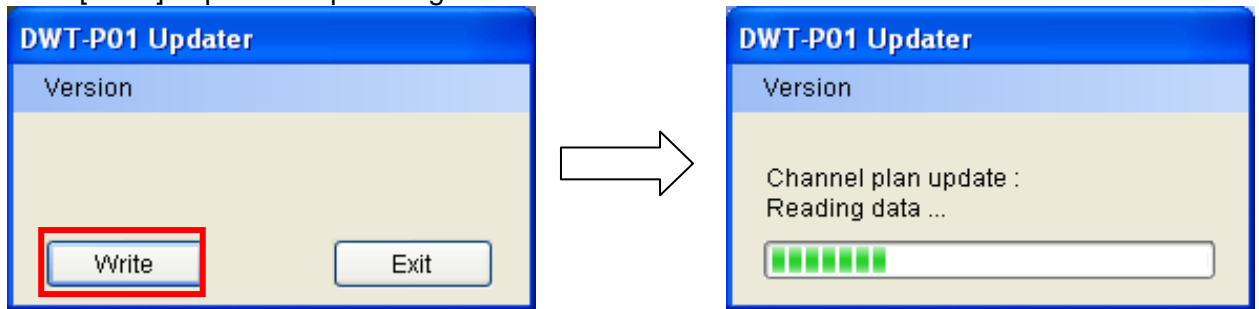 DWT-P01 Updater
Version
Write
Exit
DWT-P01 Updater
Version
Channel plan update :
Reading data ...